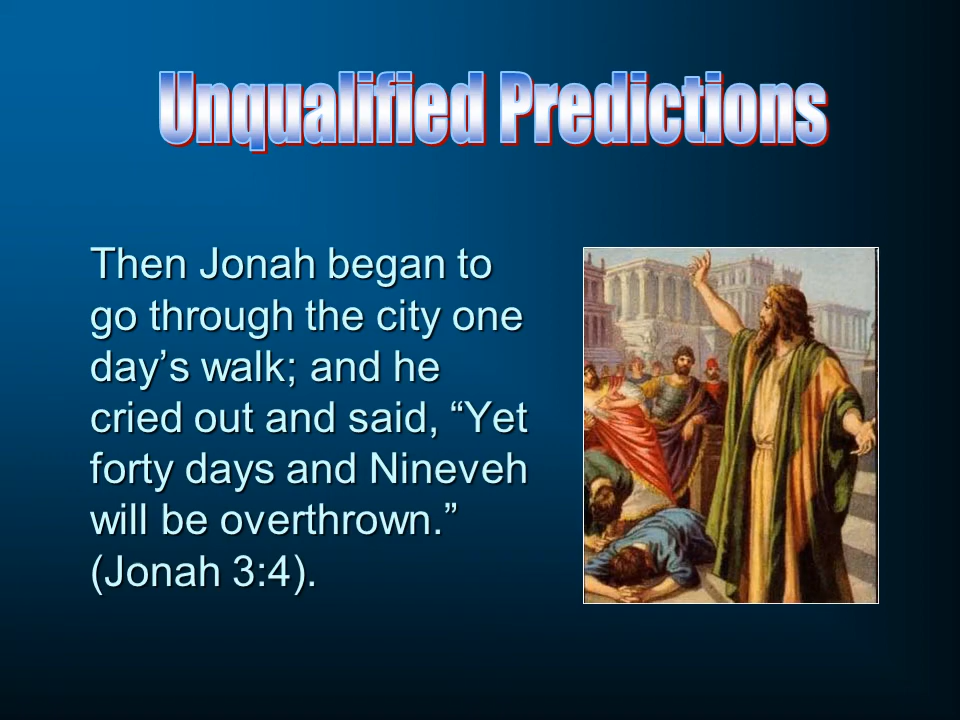 Unqualified Predictions
Then Jonah began to
go through the city one
day’s walk; and he
cried out and said, “Yet
forty days and Nineveh
will be overthrown.”
(Jonah 3:4).